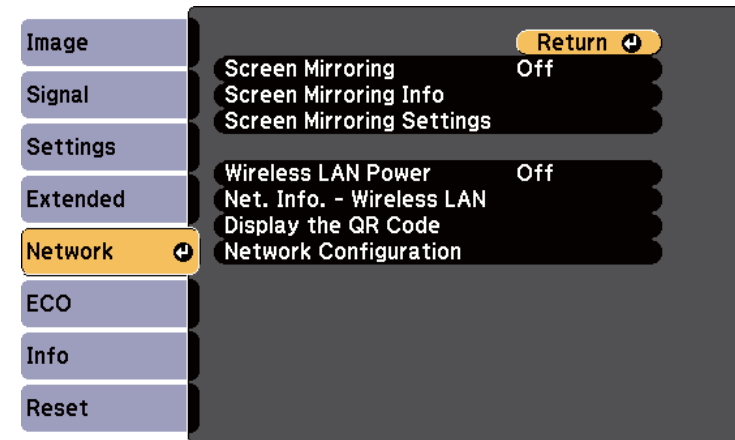 Image
Signal
Settings
Extended
Network
ECO
Info
Reset
Return
Screen Mirroring Off
Screen Mirroring Info
Screen Mirroring Settings
Wireless LAN Power Off
Net. Info. - Wireless LAN
Display the QR Code
Network Configuration